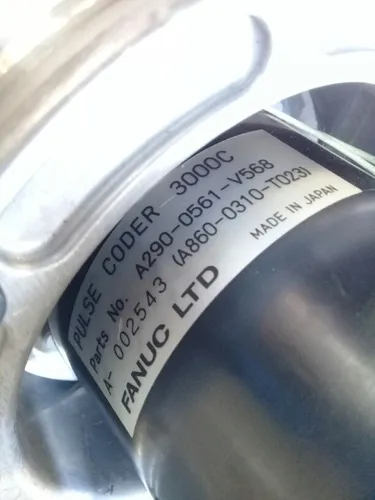 PULSE CODER 3000C
Parts No. A290-0561-V568
A- 002543 (A860-0310-T023)
FANUC LTD MADE IN JAPAN